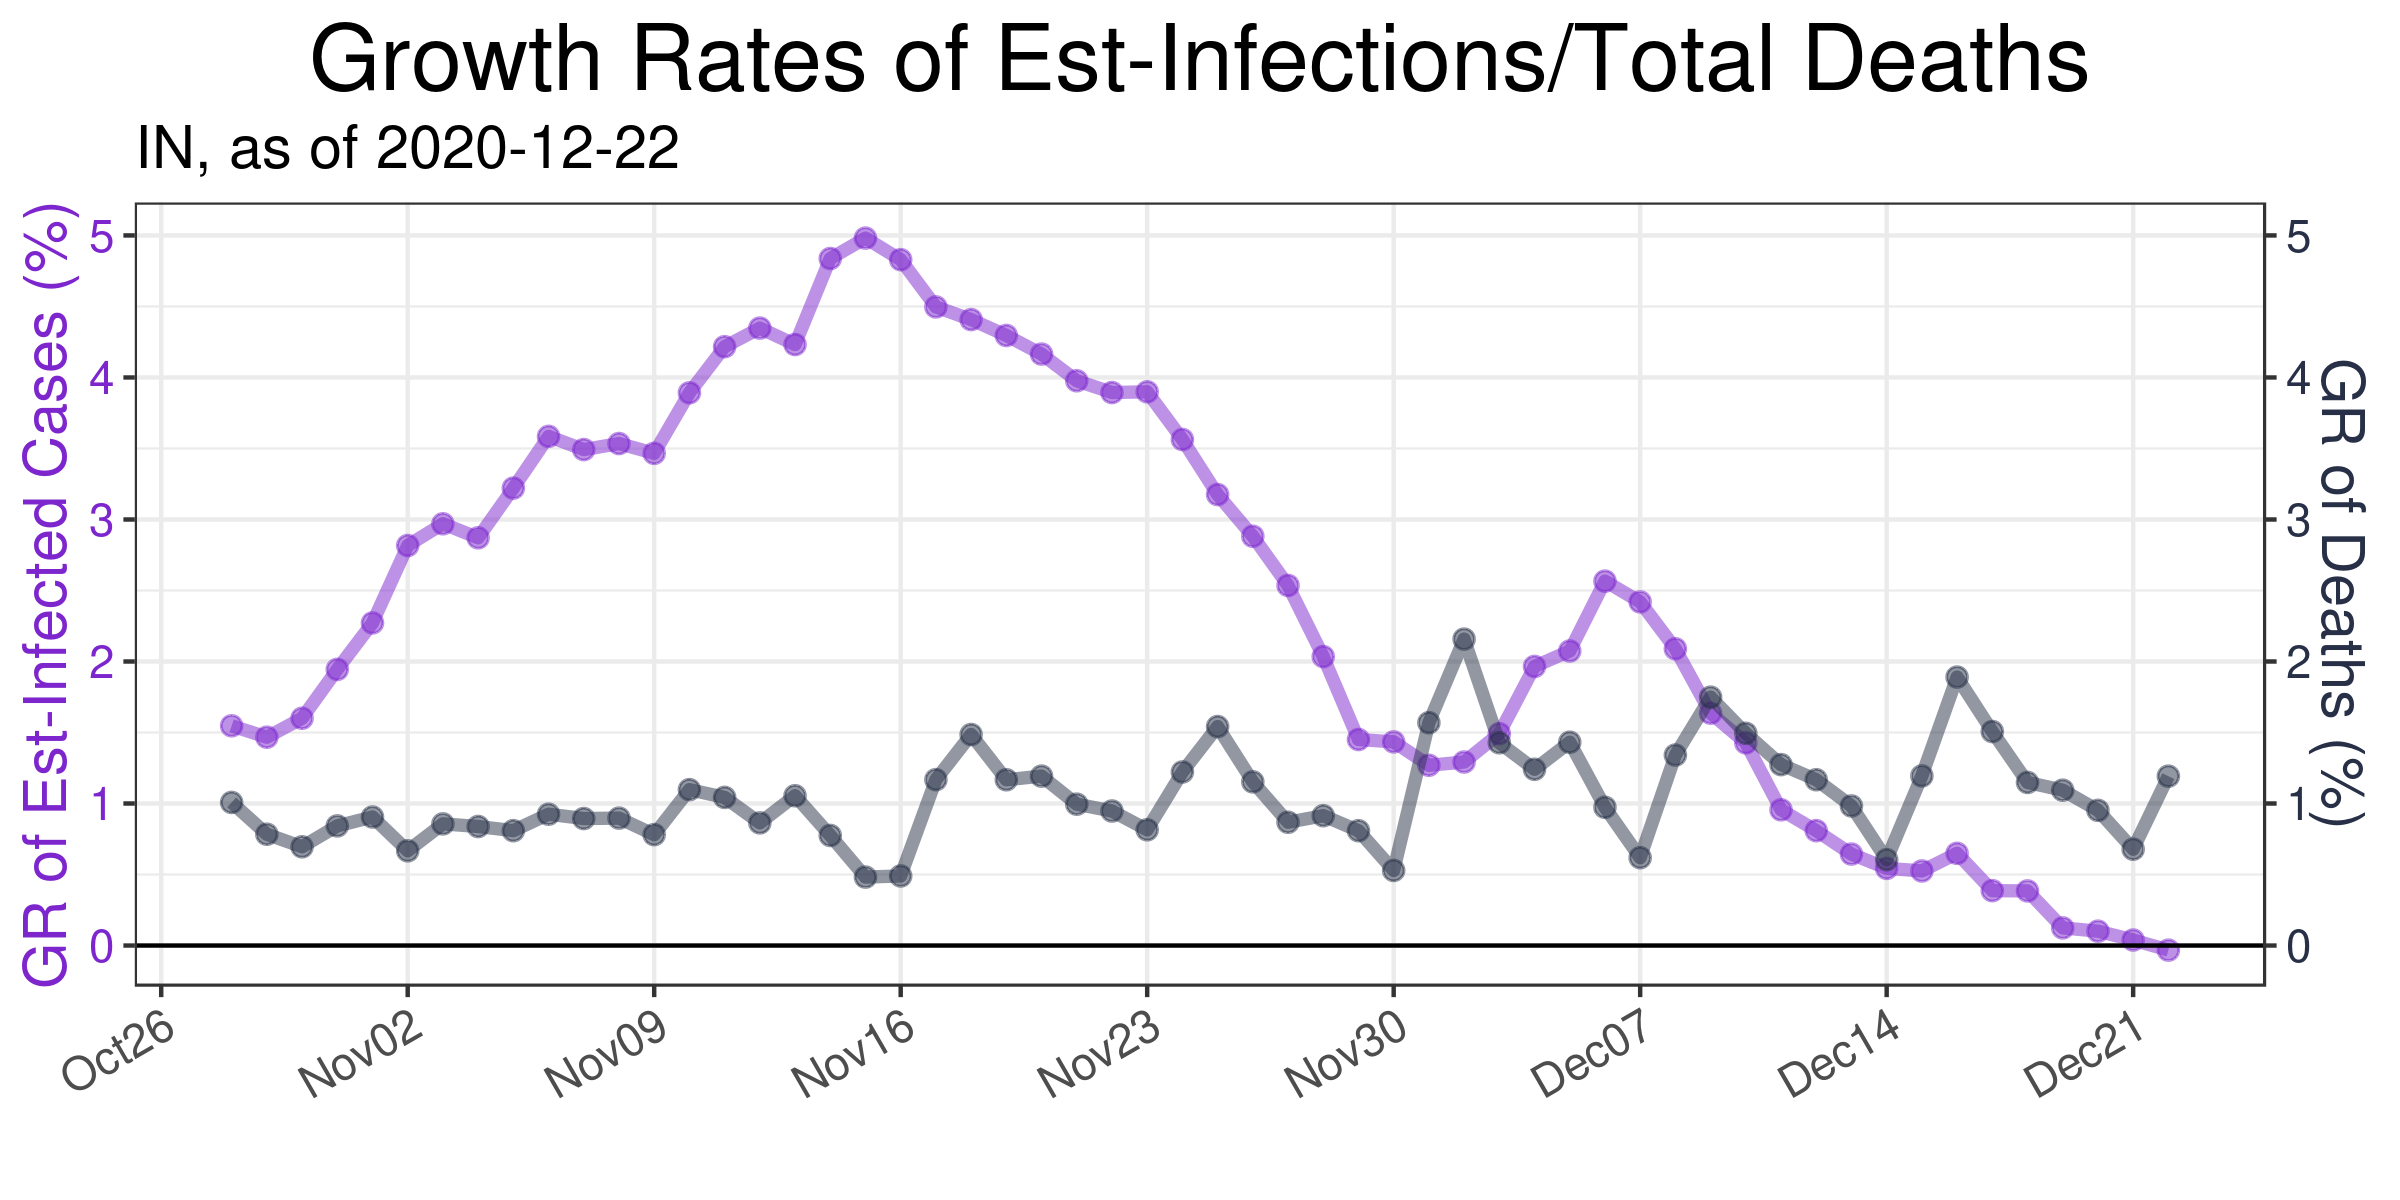 Growth Rates of Est-Infections/Total Deaths
IN, as of 2020-12-22
GR of Est-Infected Cases (%)
5
4
3
2
1
0
5
4
3
2
1
0
GR of Deaths (%)
Oct26
Nov02
Nov09
Nov16
Nov23
Nov30
Dec07
Dec14
Dec21